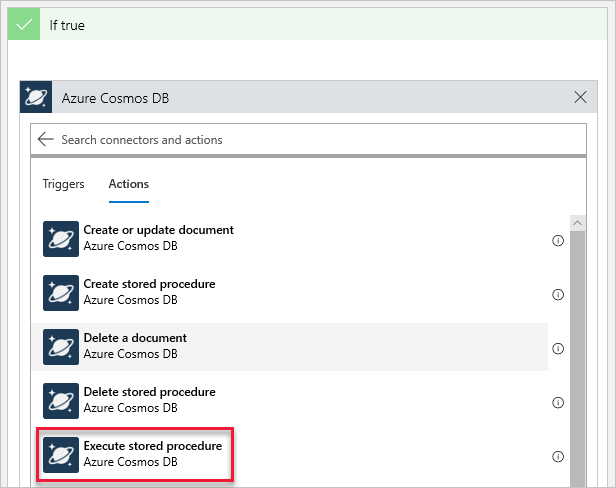 If true
Azure Cosmos DB
Search connectors and actions
Triggers Actions
Create or update document
Azure Cosmos DB
Create stored procedure
Azure Cosmos DB
Delete a document
Azure Cosmos DB
Delete stored procedure
Azure Cosmos DB
Execute stored procedure
Azure Cosmos DB